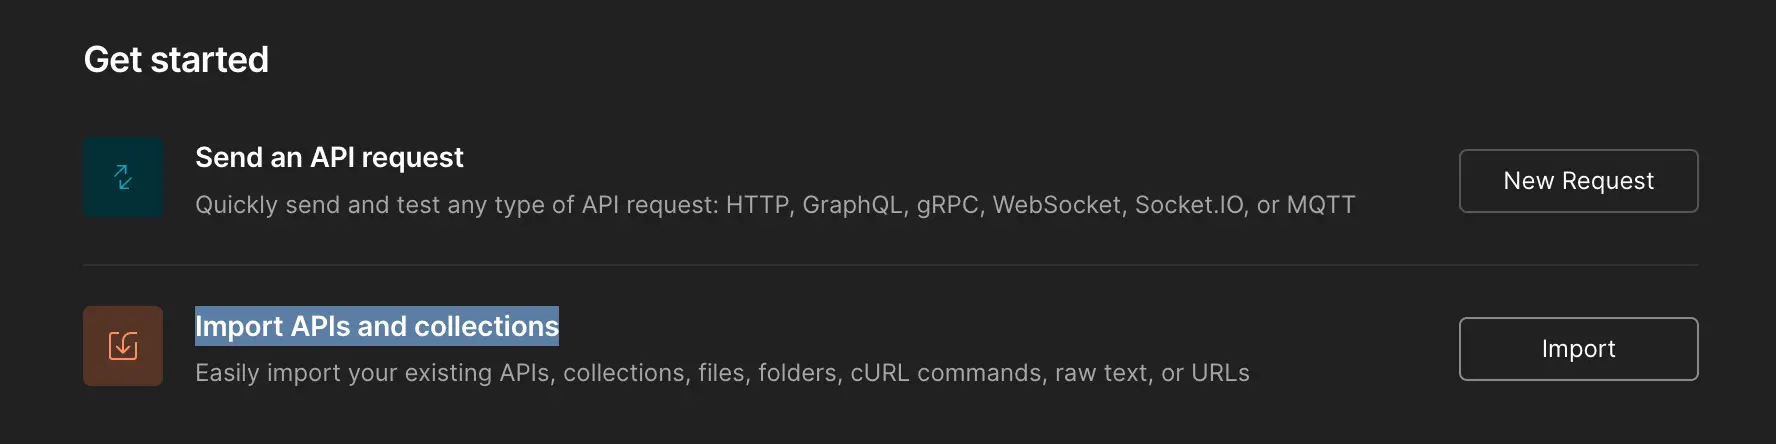 Get started
Send an API request
Quickly send and test any type of API request: HTTP, GraphQL, gRPC, WebSocket, Socket.IO, or MQTT
New Request
Import APIs and collections
Easily import your existing APIs, collections, files, folders, cURL commands, raw text, or URLs
Import